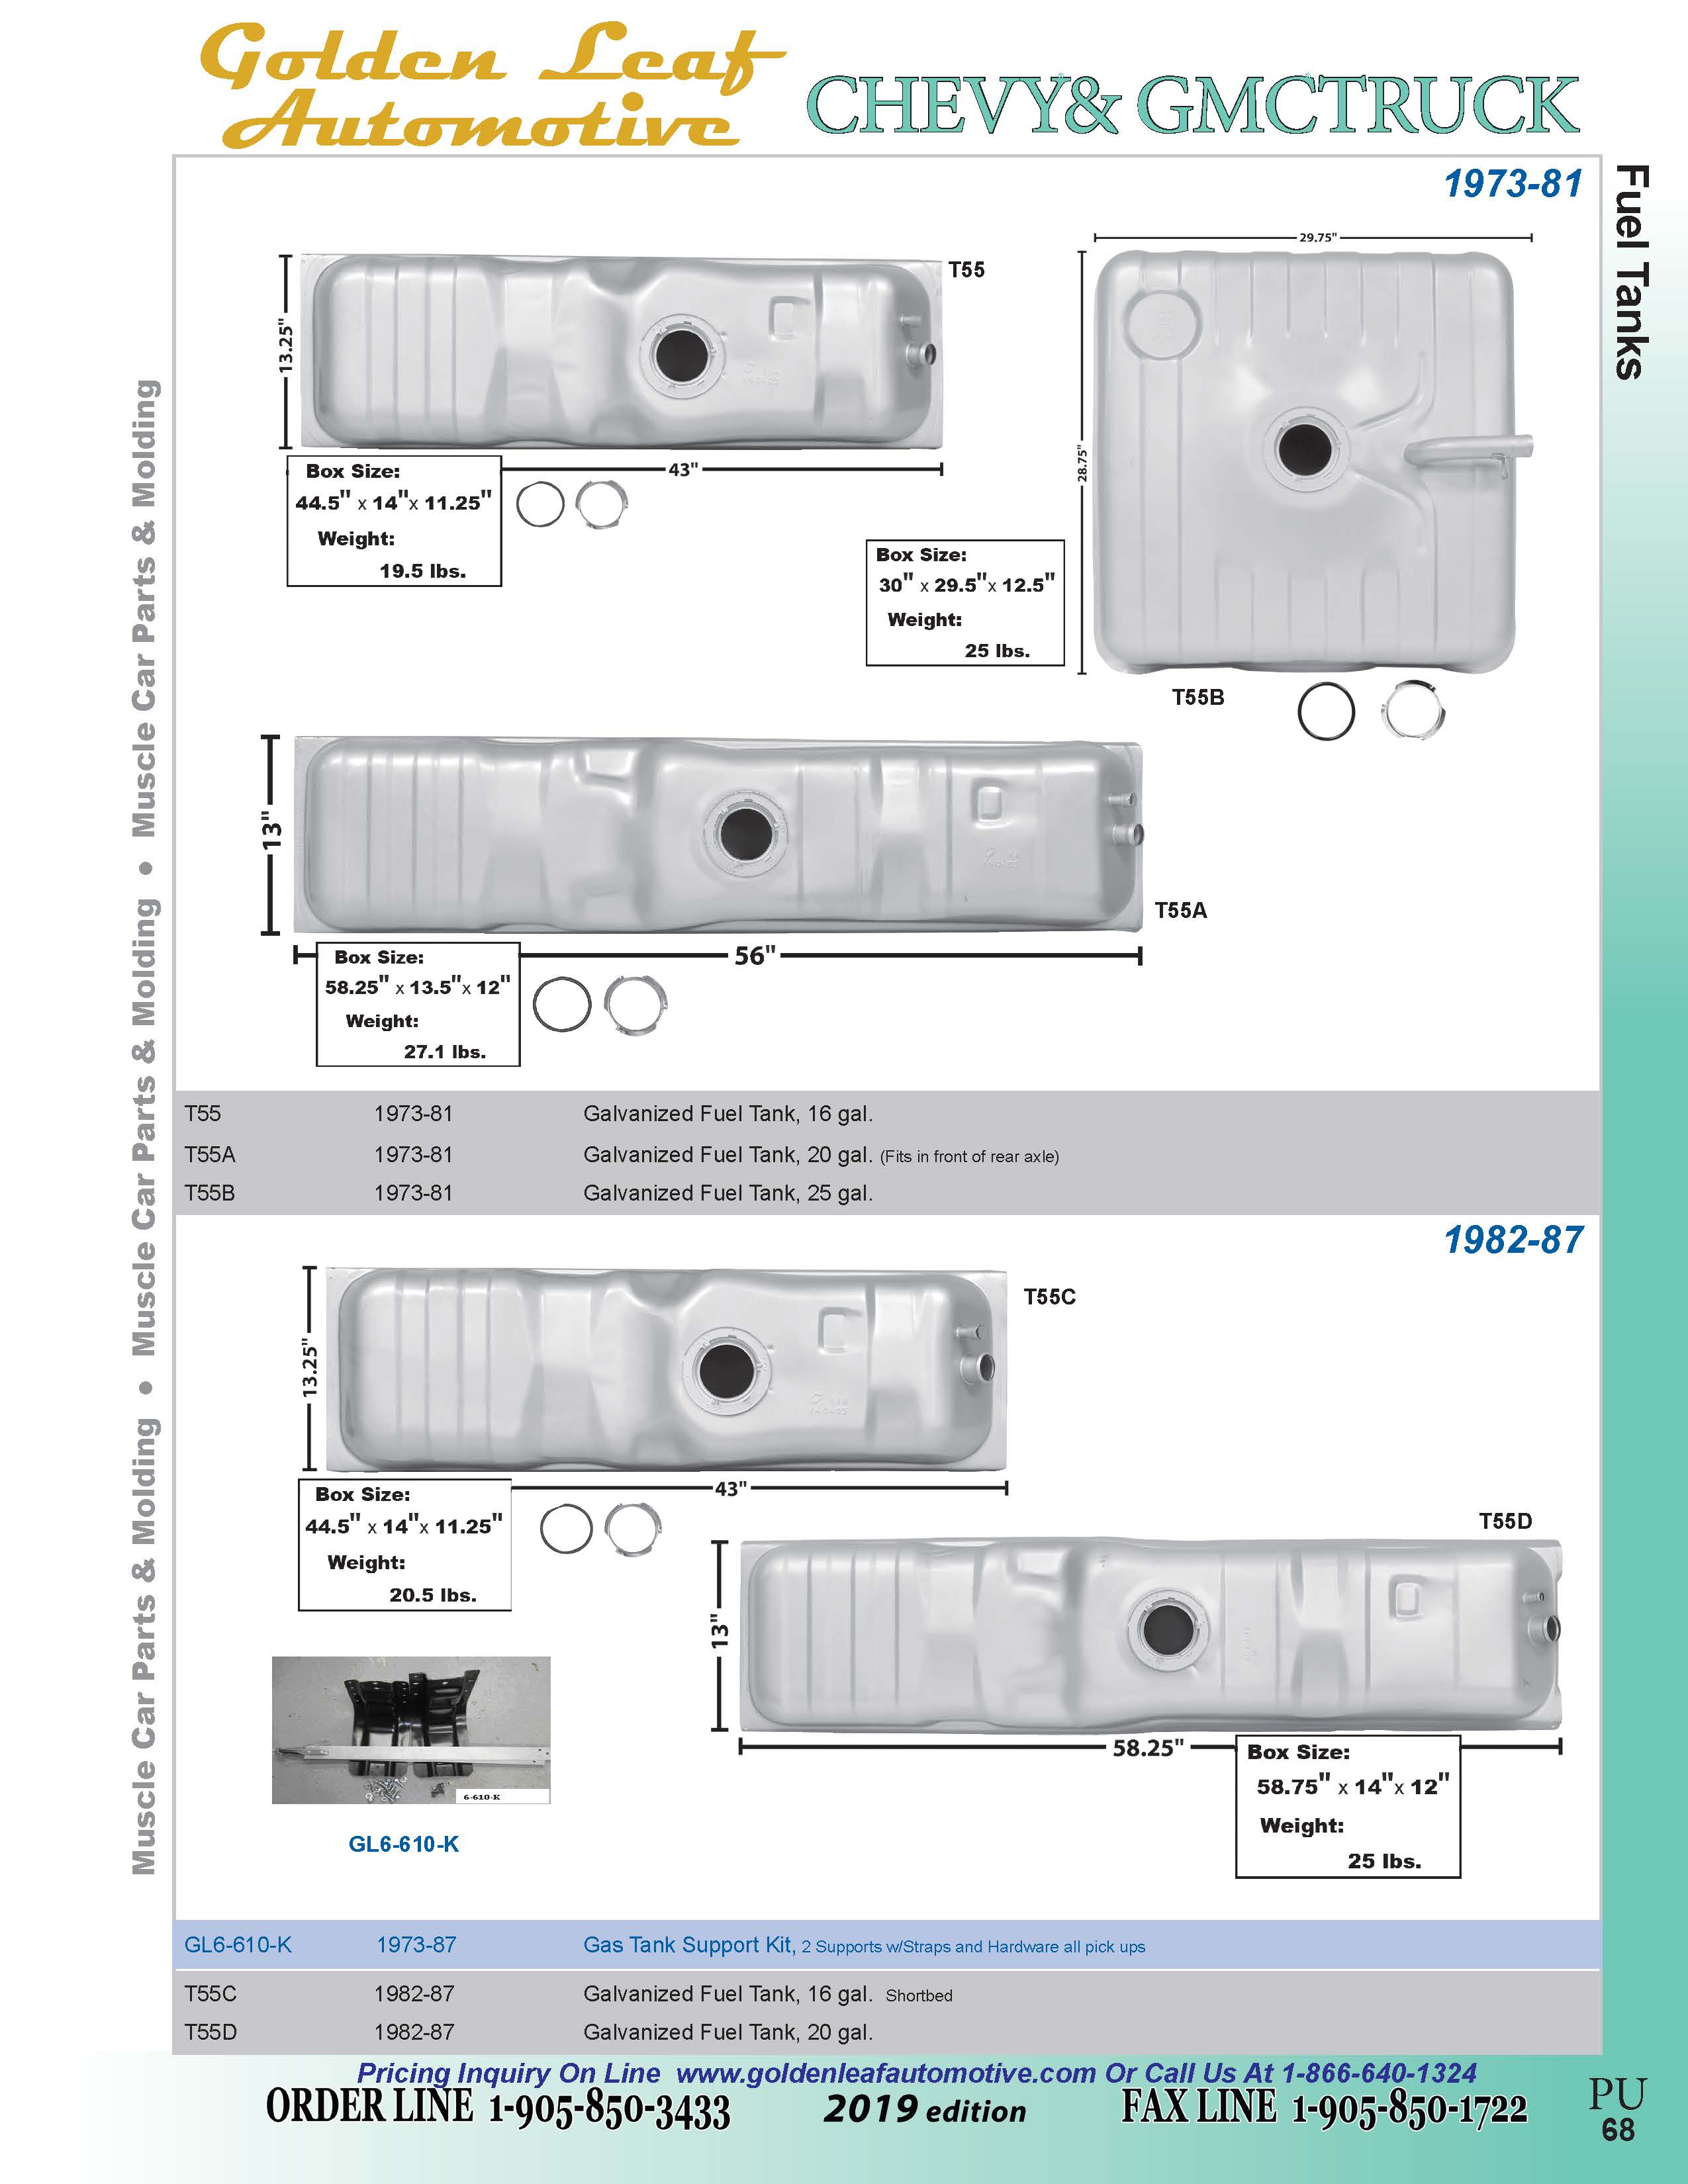 Golden Leaf
Automotive
CHEVY& GMCTRUCK
Fuel Tanks
Muscle Car Parts & Molding • Muscle Car Parts & Molding • Muscle Car Parts & Molding
1973-81
T55
13.25"
43"
Box Size:
44.5" x 14"x 11.25"
Weight:
19.5 lbs.
29.75"
28.75"
Box Size:
30" x 29.5"x 12.5"
Weight:
25 lbs.
T55B
13"
T55A
56"
Box Size:
58.25" x 13.5"x 12"
Weight:
27.1 lbs.
T55 1973-81 Galvanized Fuel Tank, 16 gal.
T55A 1973-81 Galvanized Fuel Tank, 20 gal. (Fits in front of rear axle)
T55B 1973-81 Galvanized Fuel Tank, 25 gal.
1982-87
T55C
13.25"
43"
Box Size:
44.5" x 14"x 11.25"
Weight:
20.5 lbs.
T55D
13"
58.25"
Box Size:
58.75" x 14"x 12"
Weight:
25 lbs.
6-610-K
GL6-610-K
GL6-610-K 1973-87 Gas Tank Support Kit, 2 Supports w/Straps and Hardware all pick ups
T55C 1982-87 Galvanized Fuel Tank, 16 gal. Shortbed
T55D 1982-87 Galvanized Fuel Tank, 20 gal.
Pricing Inquiry On Line www.goldenleafautomotive.com Or Call Us At 1-866-640-1324
ORDER LINE 1-905-850-3433 2019 edition FAX LINE 1-905-850-1722
PU
68